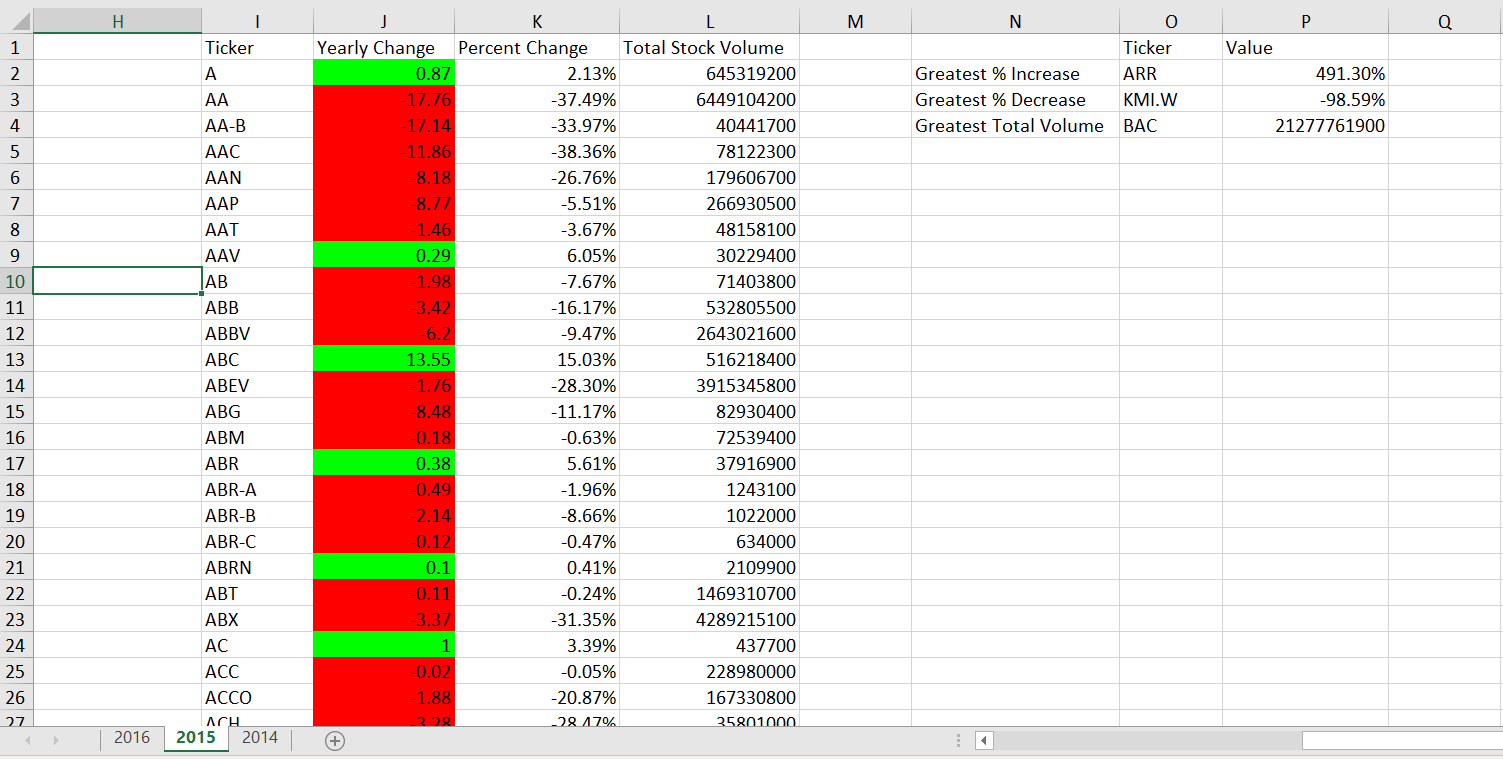 H I J K L M N O P Q
1 Ticker Yearly Change Percent Change Total Stock Volume Ticker Value
2 A 0.87 2.13% 645319200 Greatest % Increase ARR 491.30%
3 AA -17.76 -37.49% 6449104200 Greatest % Decrease KMI.W -98.59%
4 AA-B -17.14 -33.97% 40441700 Greatest Total Volume BAC 21277761900
5 AAC -11.86 -38.36% 78122300
6 AAN -8.18 -26.76% 179606700
7 AAP -8.77 -5.51% 266930500
8 AAT -1.46 -3.67% 48158100
9 AAV 0.29 6.05% 30229400
10 AB -1.98 -7.67% 71403800
11 ABB -3.42 -16.17% 532805500
12 ABBV -6.2 -9.47% 2643021600
13 ABC 13.55 15.03% 516218400
14 ABEV -1.76 -28.30% 3915345800
15 ABG -8.48 -11.17% 82930400
16 ABM -0.18 -0.63% 72539400
17 ABR 0.38 5.61% 37916900
18 ABR-A -0.49 -1.96% 1243100
19 ABR-B -2.14 -8.66% 1022000
20 ABR-C -0.12 -0.47% 634000
21 ABRN 0.1 0.41% 2109900
22 ABT -0.11 -0.24% 1469310700
23 ABX -3.37 -31.35% 4289215100
24 AC 1 3.39% 437700
25 ACC -0.02 -0.05% 228980000
26 ACCO -1.88 -20.87% 167330800
27 ACH -3.28 -28.47% 35801000
2016 2015 2014